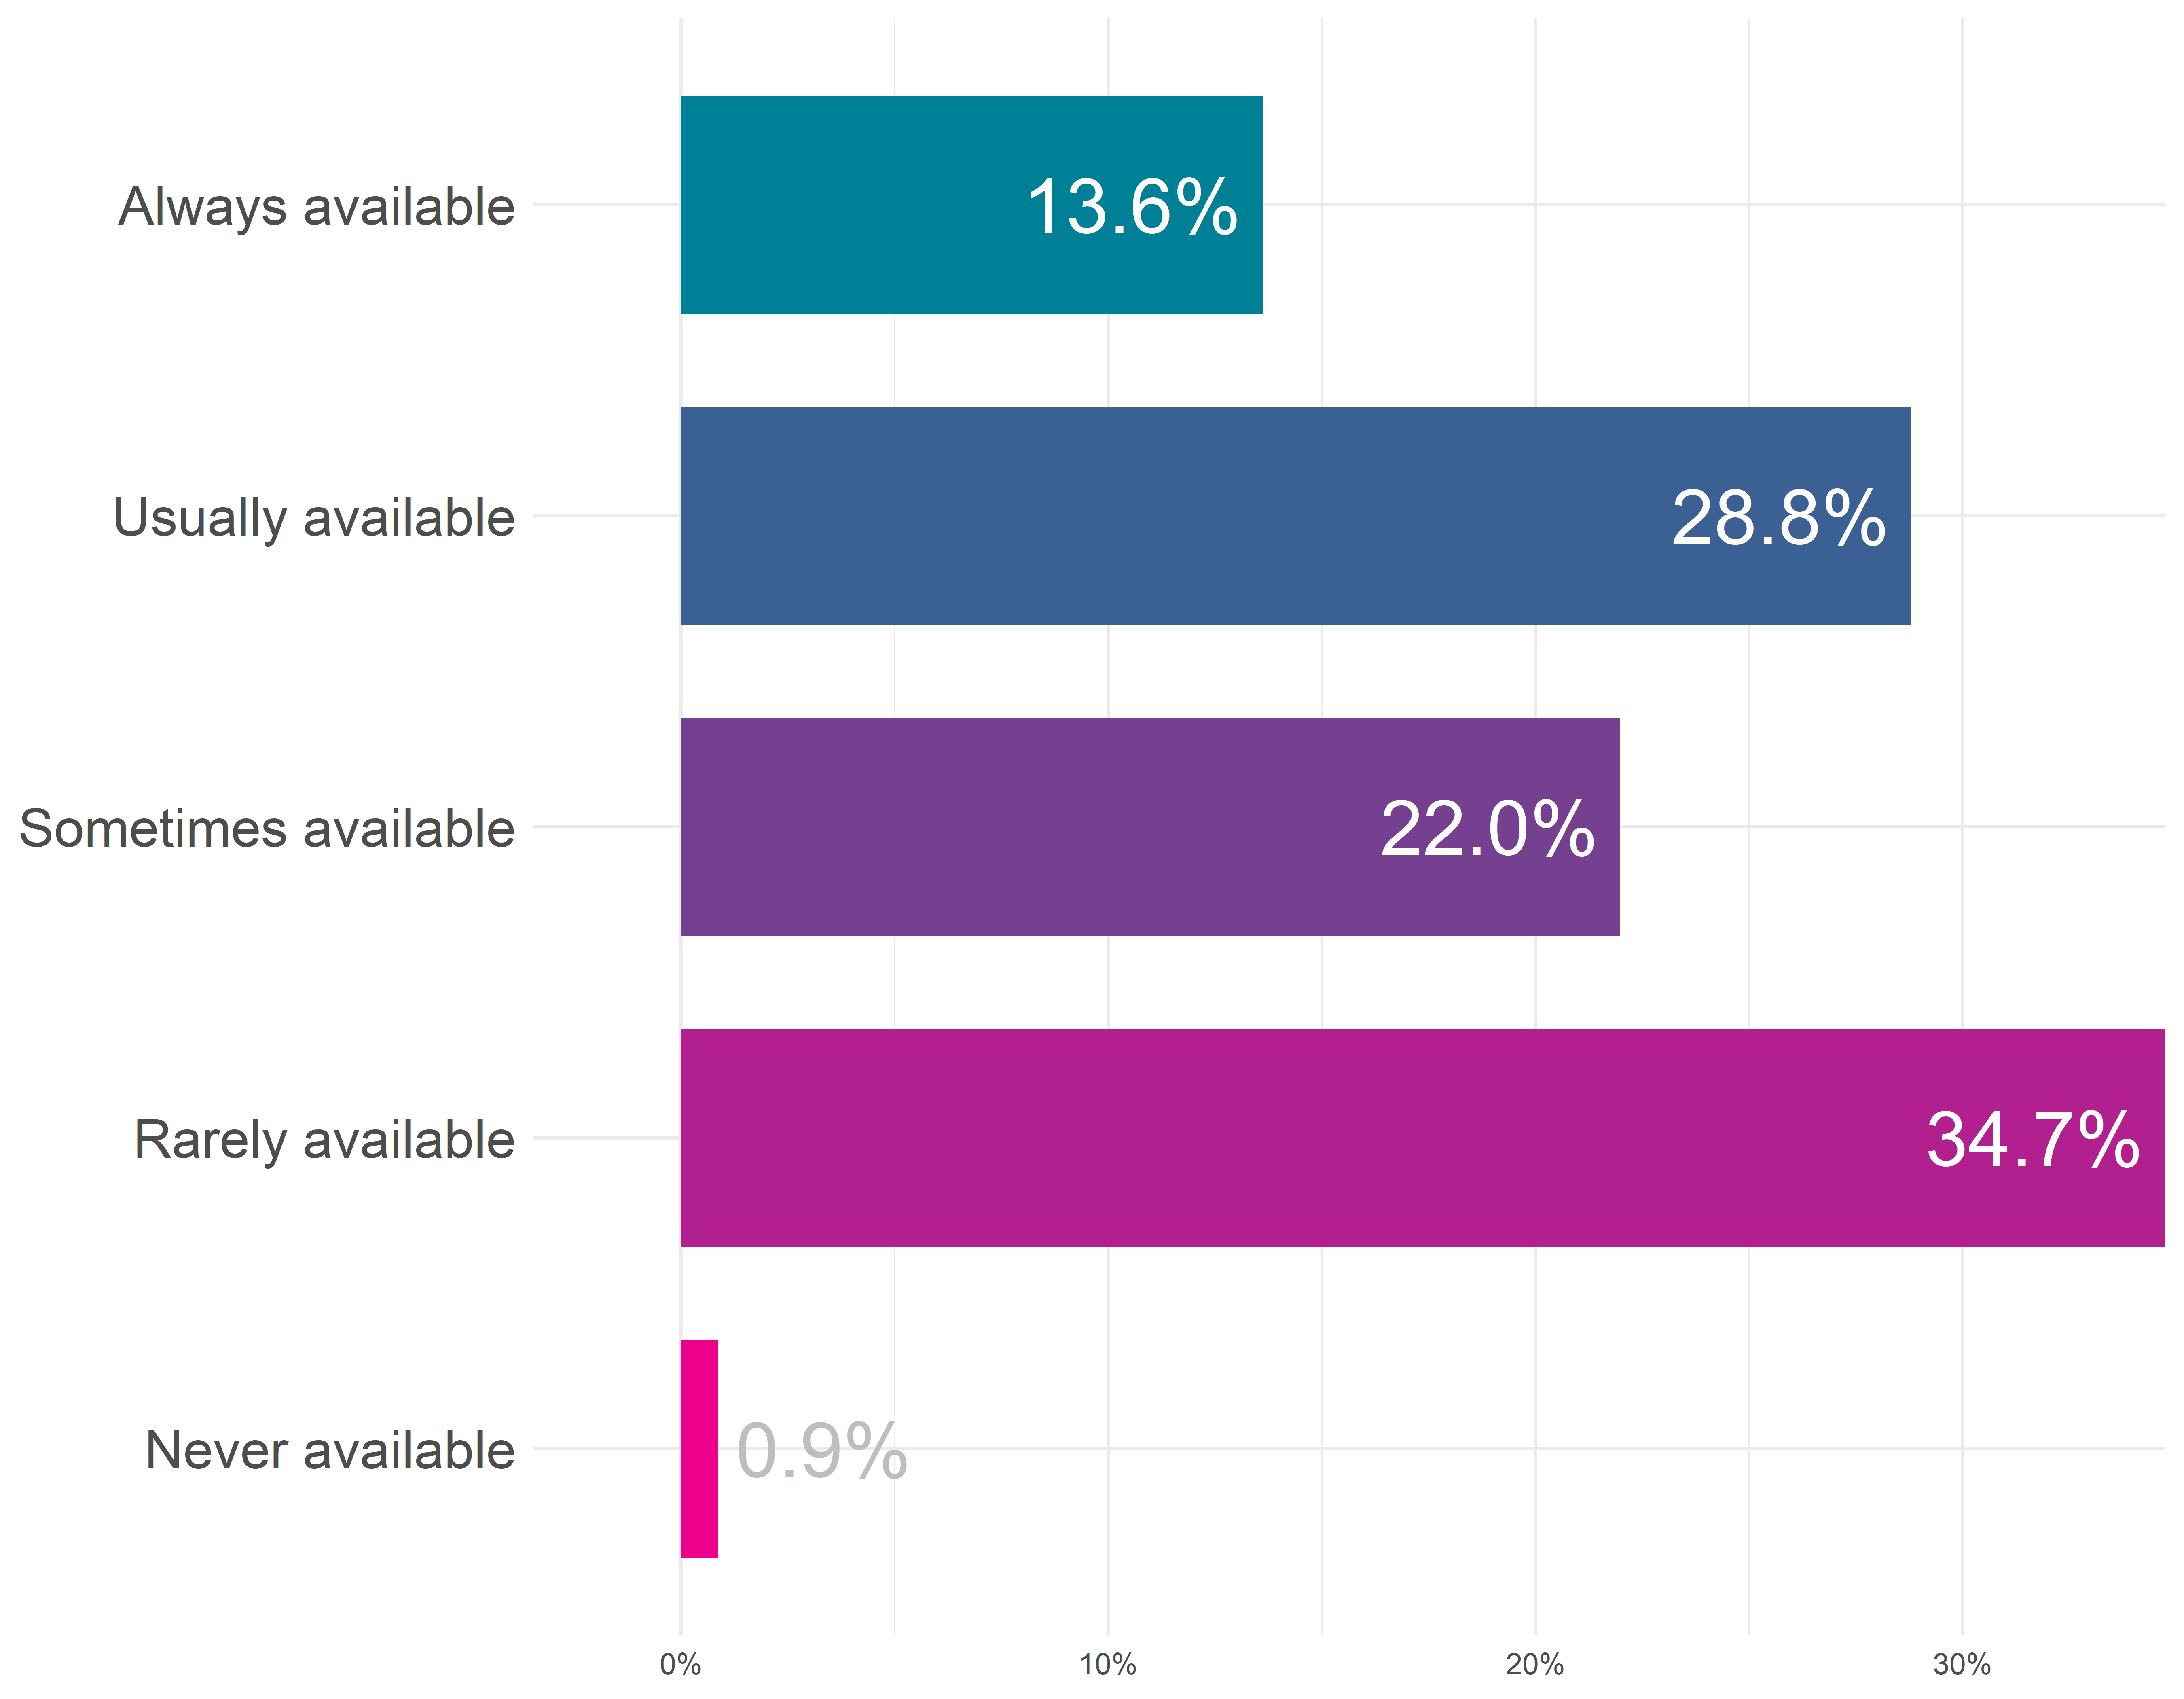 Always available
13.6%
Usually available
28.8%
Sometimes available
22.0%
Rarely available
34.7%
Never available
0.9%
0%
10%
20%
30%